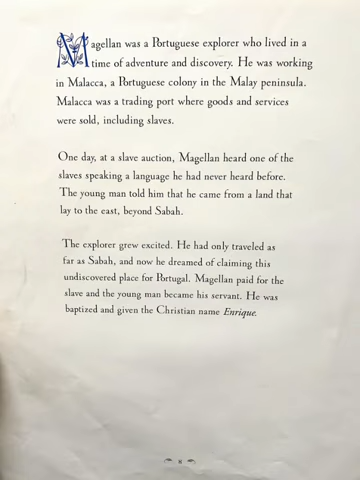 Magellan was a Portuguese explorer who lived in a
time of adventure and discovery. He was working
in Malacca, a Portuguese colony in the Malay peninsula.
Malacca was a trading port where goods and services
were sold, including slaves.
One day, at a slave auction, Magellan heard one of the
slaves speaking a language he had never heard before.
The young man told him that he came from a land that
lay to the east, beyond Sabah.
The explorer grew excited. He had only traveled as
far as Sabah, and now he dreamed of claiming this
undiscovered place for Portugal. Magellan paid for the
slave and the young man became his servant. He was
baptized and given the Christian name Enrique.